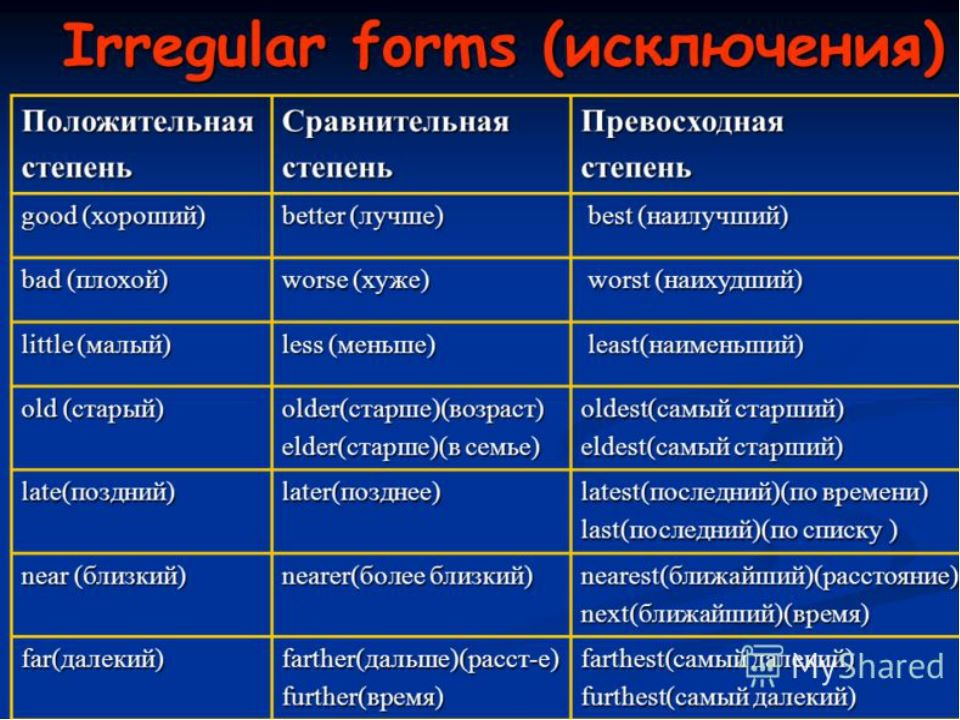 Irregular forms (исключения)
Положительная степень
Сравнительная степень
Превосходная степень
good (хороший)
better (лучше)
best (наилучший)
bad (плохой)
worse (хуже)
worst (наихудший)
little (малый)
less (меньше)
least(наименьший)
old (старый)
older(старше)(возраст)
elder(старше)(в семье)
oldest(самый старший)
eldest(самый старший)
late(поздний)
later(позднее)
latest(последний)(по времени)
last(последний)(по списку )
near (близкий)
nearer(более близкий)
nearest(ближайший)(расстояние)
next(ближайший)(время)
far(далекий)
farther(дальше)(расст-е)
further(время)
farthest(самый далекий)
furthest(самый далекий)
MyShared